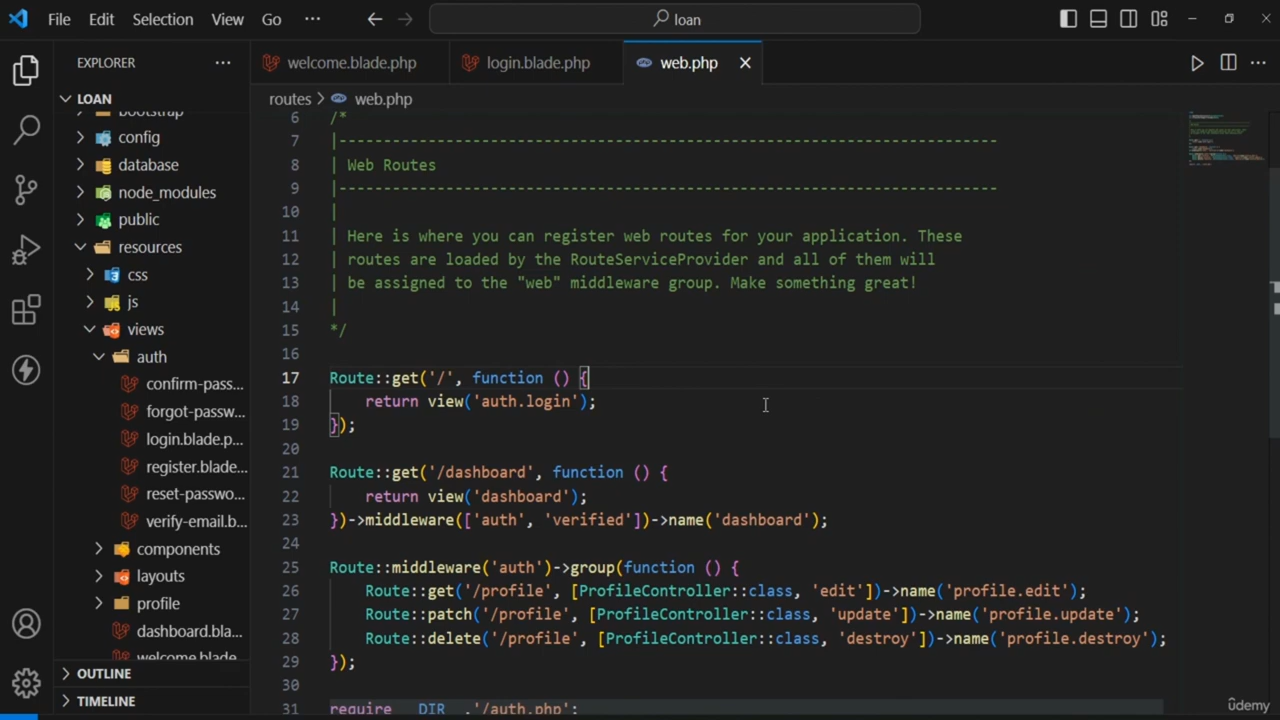 File Edit Selection View Go ··· loan
EXPLORER ···
welcome.blade.php login.blade.php web.php
LOAN
routes > web.php
bootstrap
config
database
node_modules
public
resources
css
js
views
auth
confirm-pass...
forgot-passw...
login.blade.p...
register.blade...
reset-passwo...
verify-email.b...
components
layouts
profile
dashboard.bla...
welcome.blade
OUTLINE
TIMELINE
6 /*
7 |--------------------------------------------------------------------------
8 | Web Routes
9 |--------------------------------------------------------------------------
10 |
11 | Here is where you can register web routes for your application. These
12 | routes are loaded by the RouteServiceProvider and all of them will
13 | be assigned to the "web" middleware group. Make something great!
14 |
15 */
16
17 Route::get('/', function () {
18 return view('auth.login');
19 });
20
21 Route::get('/dashboard', function () {
22 return view('dashboard');
23 })->middleware(['auth', 'verified'])->name('dashboard');
24
25 Route::middleware('auth')->group(function () {
26 Route::get('/profile', [ProfileController::class, 'edit'])->name('profile.edit');
27 Route::patch('/profile', [ProfileController::class, 'update'])->name('profile.update');
28 Route::delete('/profile', [ProfileController::class, 'destroy'])->name('profile.destroy');
29 });
30
31 require __DIR__.'/auth.php';
udemy